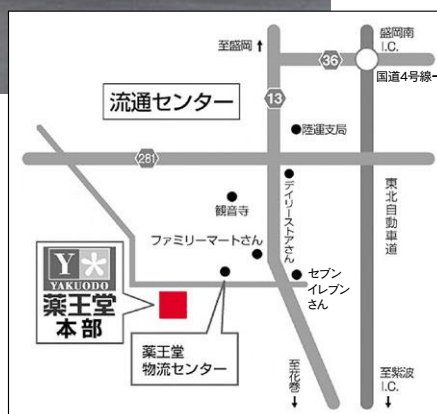 盛岡南
I.C.
至盛岡
36
国道4号線
13
流通センター
陸運支局
281
デイリーストアさん
東北自動車道
観音寺
ファミリーマートさん
セブン
イレブン
さん
Y
YAKUODO
薬王堂
本部
薬王堂
物流センター
至花巻
至紫波
I.C.